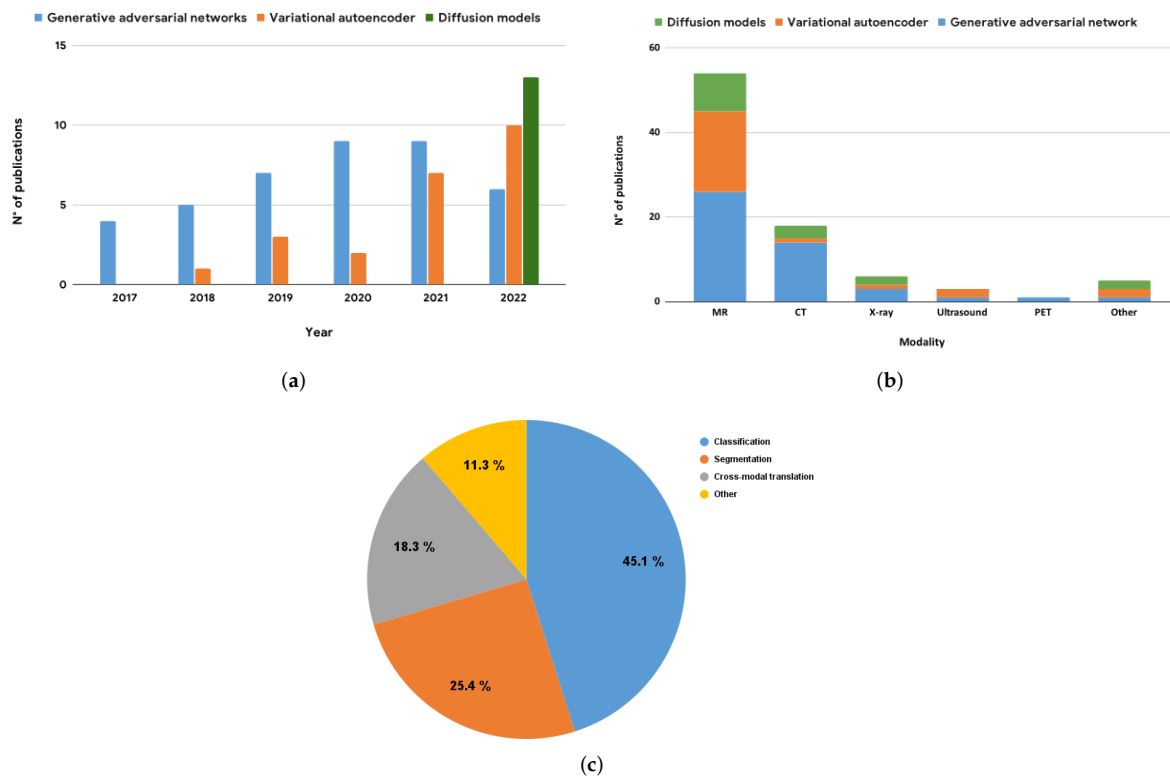 Generative adversarial networks Variational autoencoder Diffusion models
N° of publications
15
10
5
0
2017 2018 2019 2020 2021 2022
Year
(a)
Diffusion models Variational autoencoder Generative adversarial network
N° of publications
60
40
20
0
MR CT X-ray Ultrasound PET Other
Modality
(b)
Classification
Segmentation
Cross-modal translation
Other
11.3 %
18.3 %
45.1 %
25.4 %
(c)